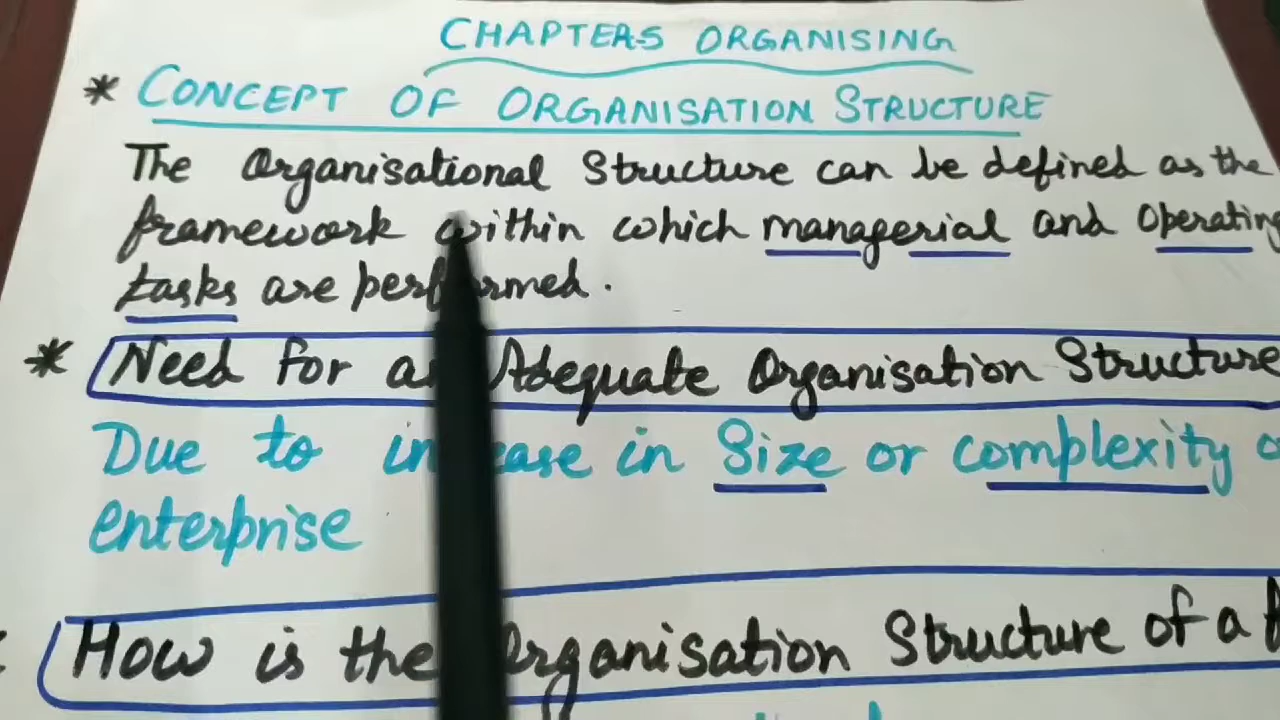 CHAPTER5 ORGANISING
* CONCEPT OF ORGANISATION STRUCTURE
The Organisational Structure can be defined as the
framework within which managerial and Operating
tasks are performed.
* Need for an Adequate Organisation Structure
Due to increase in Size or complexity
enterprise
How is the Organisation Structure of a